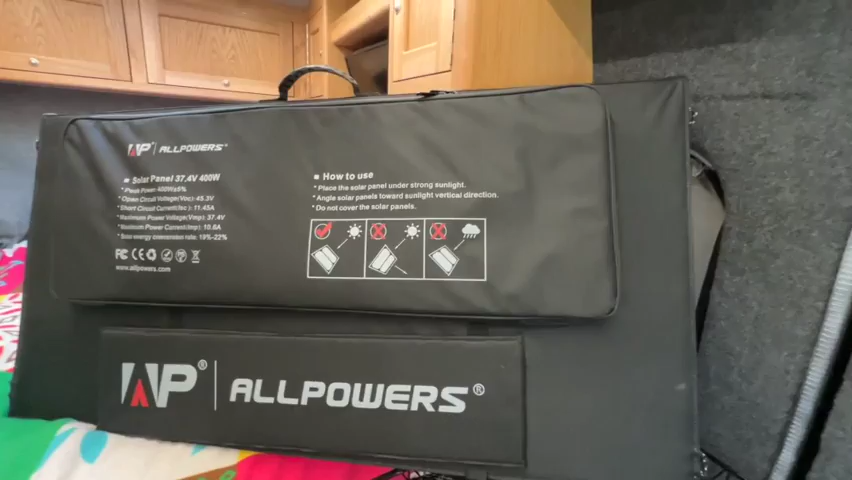 AP | ALLPOWERS™
■ Solar Panel 37.4V 400W
* Peak Power: 400W±5%
* Open Circuit Voltage(Voc): 45.3V
* Short Circuit Current(Isc): 11.45A
* Maximum Power Voltage(Vmp): 37.4V
* Maximum Power Current(Imp): 10.8A
* Solar energy conversion rate: 19%-22%
FC CE
www.allpowers.com
■ How to use
* Place the solar panel under strong sunlight.
* Angle solar panels toward sunlight vertical direction.
* Do not cover the solar panels.
AP® | ALLPOWERS®